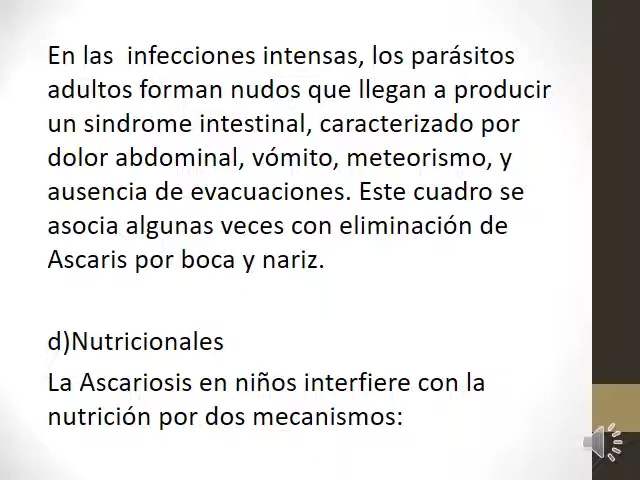 En las  infecciones intensas, los parásitos
adultos forman nudos que llegan a producir
un sindrome intestinal, caracterizado por
dolor abdominal, vómito, meteorismo, y
ausencia de evacuaciones. Este cuadro se
asocia algunas veces con eliminación de
Ascaris por boca y nariz.
d)Nutricionales
La Ascariosis en niños interfiere con la
nutrición por dos mecanismos: